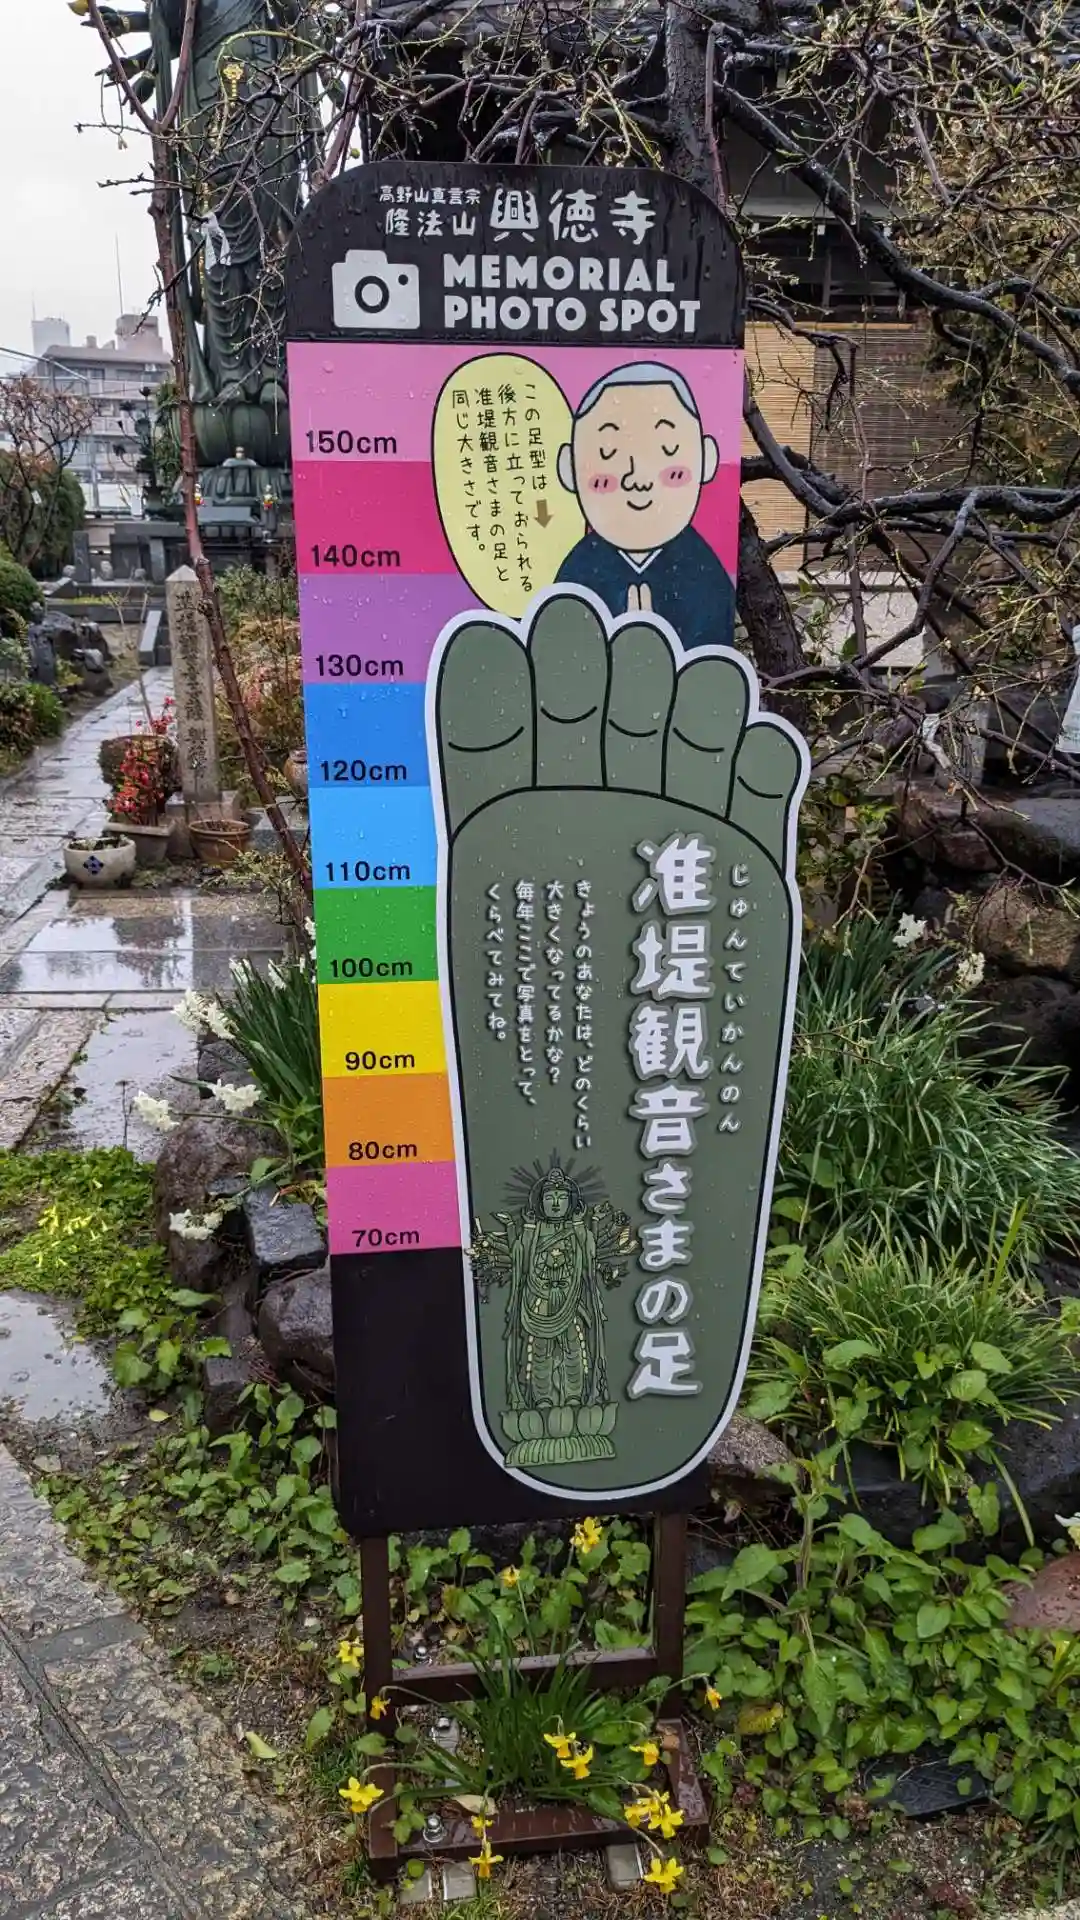 高野山真言宗
隆法山 興徳寺
MEMORIAL
PHOTO SPOT
この足型は
後方に立っておられる
准堤観音さまの足と
同じ大きさです。
150cm
140cm
130cm
120cm
110cm
100cm
90cm
80cm
70cm
じゅんていかんのん
准堤観音さまの足
きょうのあなたは、どのくらい
大きくなってるかな?
毎年ここで写真をとって、
くらべてみてね。